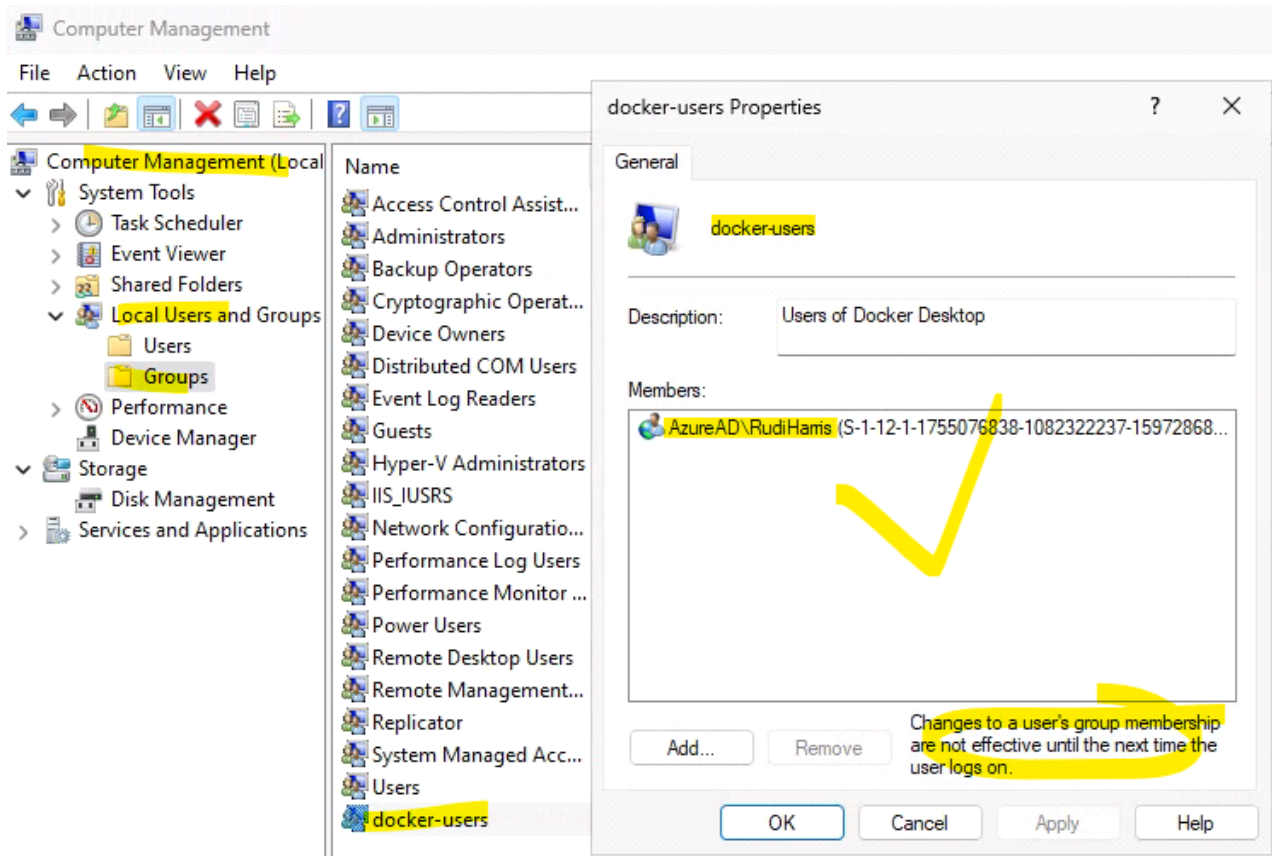 Computer Management
File Action View Help
Computer Management (Local
System Tools
Task Scheduler
Event Viewer
Shared Folders
Local Users and Groups
Users
Groups
Performance
Device Manager
Storage
Disk Management
Services and Applications
Name
Access Control Assist...
Administrators
Backup Operators
Cryptographic Operat...
Device Owners
Distributed COM Users
Event Log Readers
Guests
Hyper-V Administrators
IIS_IUSRS
Network Configuratio...
Performance Log Users
Performance Monitor ...
Power Users
Remote Desktop Users
Remote Management...
Replicator
System Managed Acc...
Users
docker-users
docker-users Properties ? X
General
docker-users
Description: Users of Docker Desktop
Members:
AzureAD\RudiHarris (S-1-12-1-1755076838-1082322237-15972868...
Add... Remove
Changes to a user's group membership
are not effective until the next time the
user logs on.
OK Cancel Apply Help